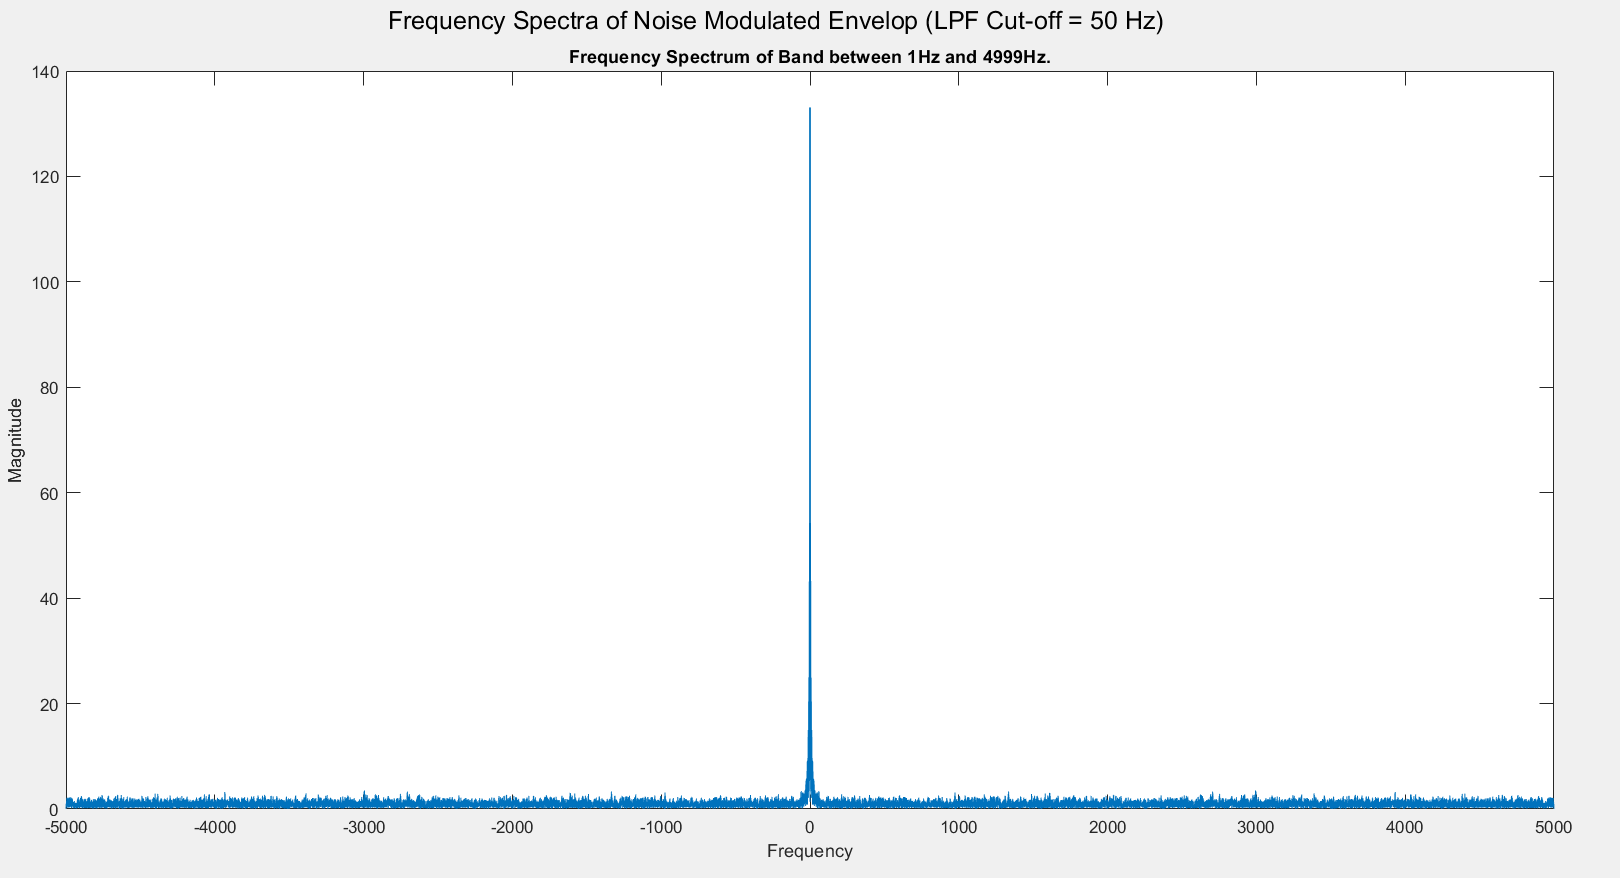 Frequency Spectra of Noise Modulated Envelop (LPF Cut-off = 50 Hz)
Frequency Spectrum of Band between 1Hz and 4999Hz.
140
120
100
80
60
40
20
0
Magnitude
-5000 -4000 -3000 -2000 -1000 0 1000 2000 3000 4000 5000
Frequency